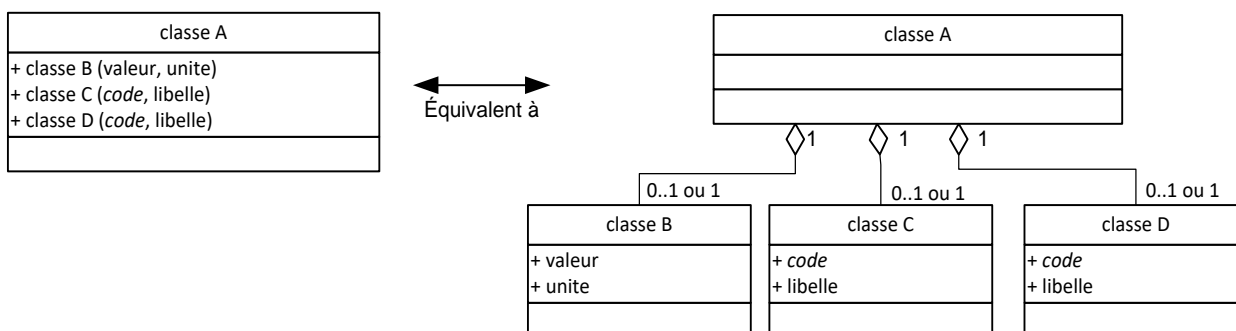 classe A
+ classe B (valeur, unite)
+ classe C (code, libelle)
+ classe D (code, libelle)
Équivalent à
classe A
1
1
1
0..1 ou 1
0..1 ou 1
0..1 ou 1
classe B
+ valeur
+ unite
classe C
+ code
+ libelle
classe D
+ code
+ libelle